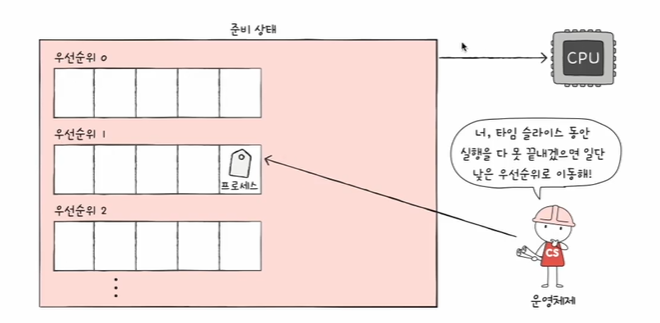 준비 상태
우선순위 0
CPU
우선순위 1
너, 타임 슬라이스 동안
실행을 다 못 끝내겠으면 일단
낮은 우선순위로 이동해!
프로세스
우선순위 2
CS
운영체제